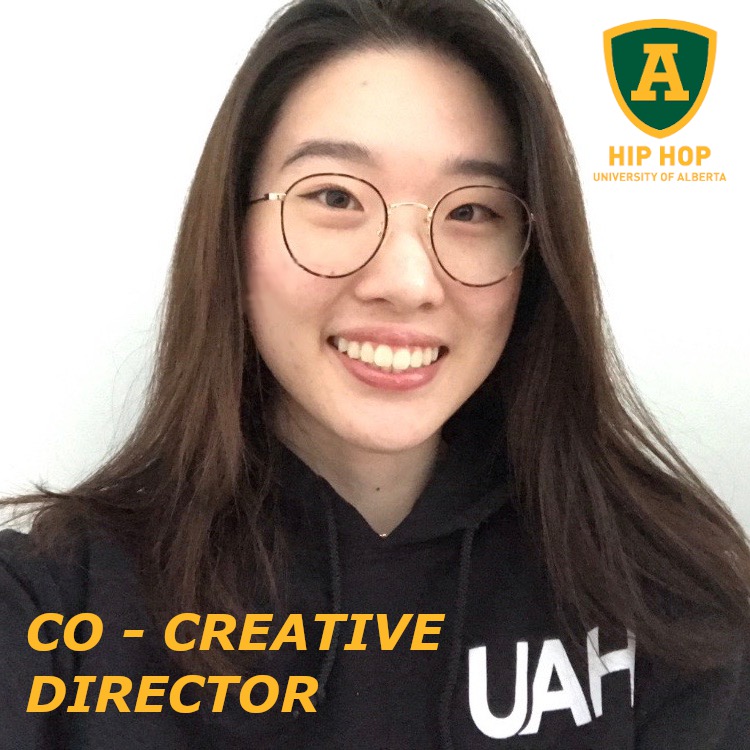 A
HIP HOP
UNIVERSITY OF ALBERTA
CO - CREATIVE
DIRECTOR
UAH